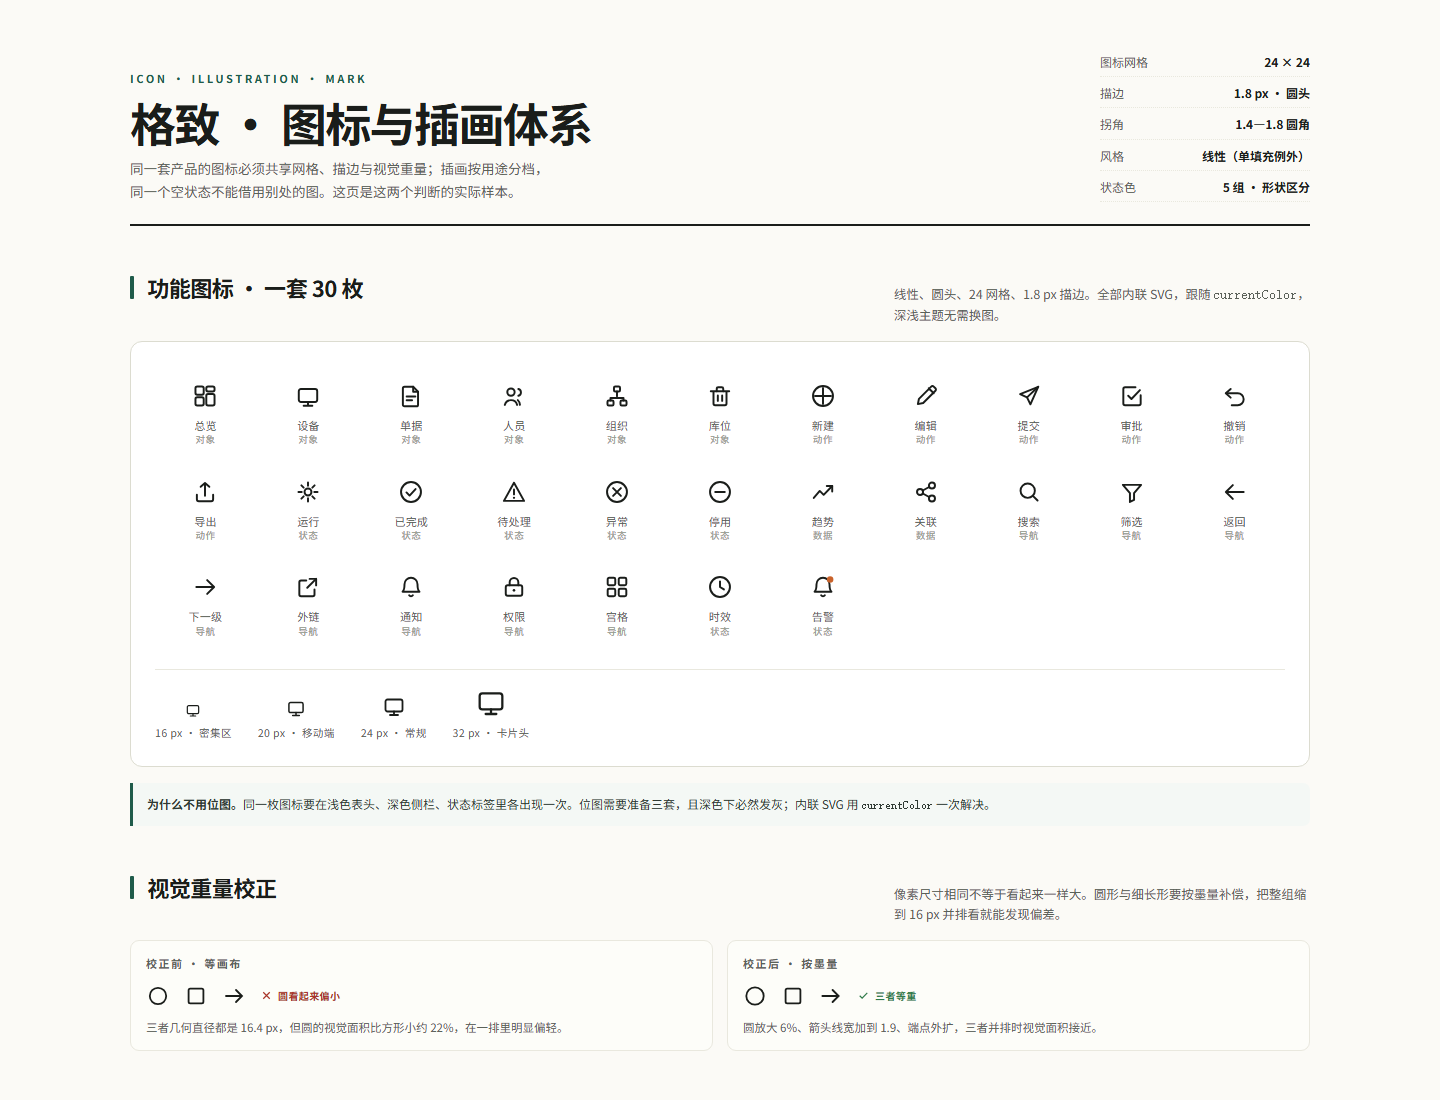 ICON · ILLUSTRATION · MARK
格致 · 图标与插画体系
同一套产品的图标必须共享网格、描边与视觉重量；插画按用途分档，
同一个空状态不能借用别处的图。这页是这两个判断的实际样本。
图标网格 24 × 24
描边 1.8 px · 圆头
拐角 1.4—1.8 圆角
风格 线性（单填充例外）
状态色 5 组 · 形状区分
功能图标 · 一套 30 枚
线性、圆头、24 网格、1.8 px 描边。全部内联 SVG，跟随 currentColor，
深浅主题无需换图。
总览 设备 单据 人员 组织 库位 新建 编辑 提交 审批 撤销
对象 对象 对象 对象 对象 对象 动作 动作 动作 动作 动作
导出 运行 已完成 待处理 异常 停用 趋势 关联 搜索 筛选 返回
动作 状态 状态 状态 状态 状态 数据 数据 导航 导航 导航
下一级 外链 通知 权限 宫格 时效 告警
导航 导航 导航 导航 导航 状态 状态
16 px · 密集区 20 px · 移动端 24 px · 常规 32 px · 卡片头
为什么不用位图。同一枚图标要在浅色表头、深色侧栏、状态标签里各出现一次。位图需要准备三套，且深色下必然发灰；内联 SVG 用 currentColor 一次解决。
视觉重量校正
像素尺寸相同不等于看起来一样大。圆形与细长形要按墨量补偿，把整组缩
到 16 px 并排看就能发现偏差。
校正前 · 等画布
圆看起来偏小
三者几何直径都是 16.4 px，但圆的视觉面积比方形小约 22%，在一排里明显偏轻。
校正后 · 按墨量
三者等重
圆放大 6%、箭头线宽加到 1.9、端点外扩，三者并排时视觉面积接近。